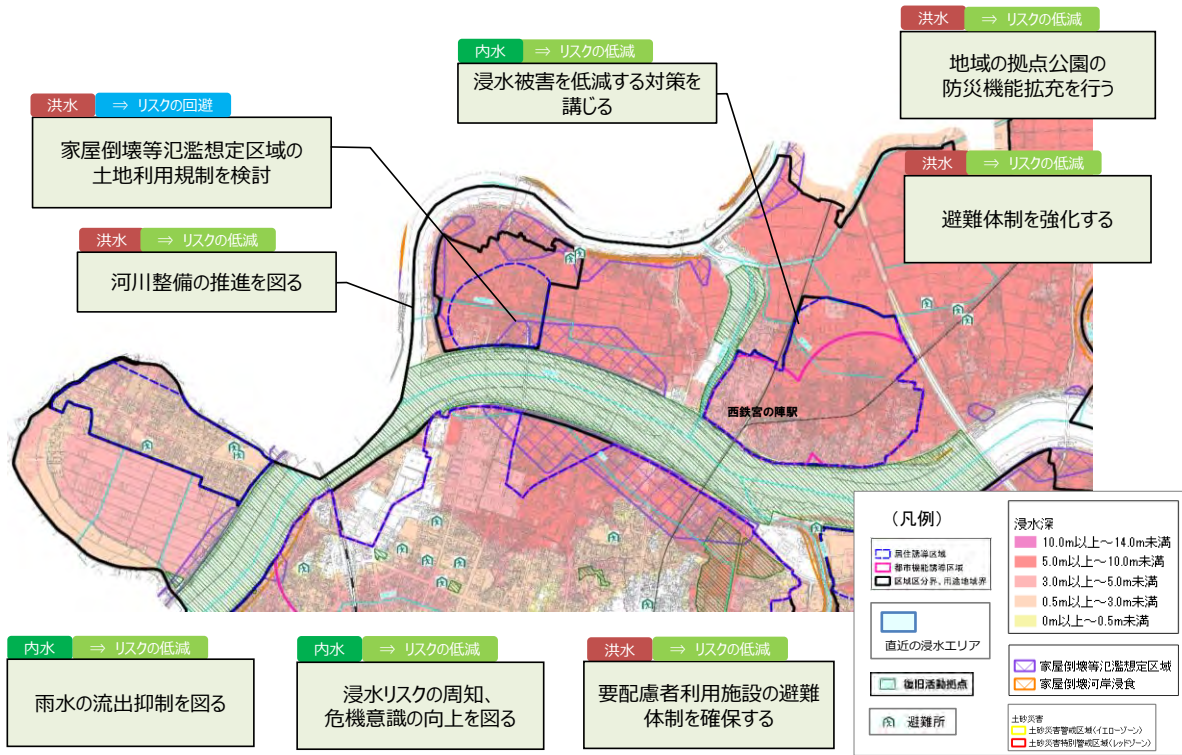 洪水 ⇒ リスクの低減
地域の拠点公園の
防災機能拡充を行う
内水 ⇒ リスクの低減
浸水被害を低減する対策を
講じる
洪水 ⇒ リスクの回避
家屋倒壊等氾濫想定区域の
土地利用規制を検討
洪水 ⇒ リスクの低減
避難体制を強化する
洪水 ⇒ リスクの低減
河川整備の推進を図る
西鉄宮の陣駅
(凡例)
居住誘導区域
都市機能誘導区域
区域区分界、用途地域界
直近の浸水エリア
復旧活動拠点
避難所
浸水深
10.0m以上~14.0m未満
5.0m以上~10.0m未満
3.0m以上~5.0m未満
0.5m以上~3.0m未満
0m以上~0.5m未満
家屋倒壊等氾濫想定区域
家屋倒壊河岸浸食
土砂災害
土砂災害警戒区域(イエローゾーン)
土砂災害特別警戒区域(レッドゾーン)
内水 ⇒ リスクの低減
雨水の流出抑制を図る
内水 ⇒ リスクの低減
浸水リスクの周知、
危機意識の向上を図る
洪水 ⇒ リスクの低減
要配慮者利用施設の避難
体制を確保する